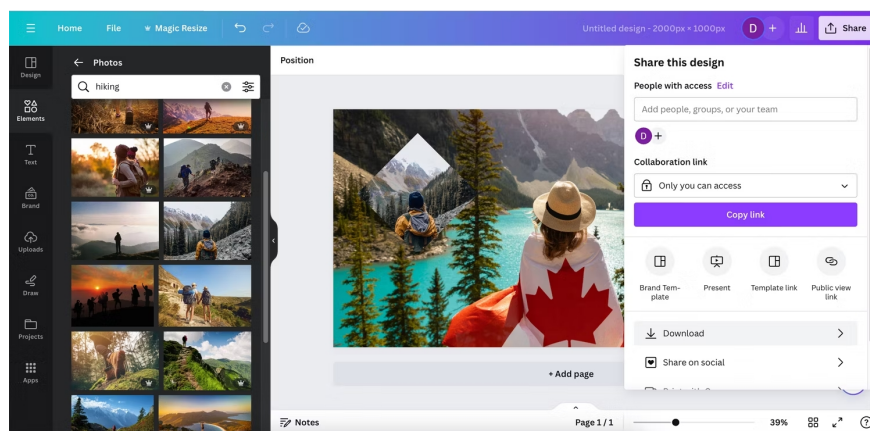 Home File Magic Resize Untitled design - 2000px × 1000px D + Share
Design
Elements
Text
Brand
Uploads
Draw
Projects
Apps
Photos
hiking
Position
+ Add page
Notes Page 1 / 1 39%
Share this design
People with access Edit
Add people, groups, or your team
D +
Collaboration link
Only you can access
Copy link
Brand Tem-
plate
Present
Template link
Public view
link
Download
Share on social